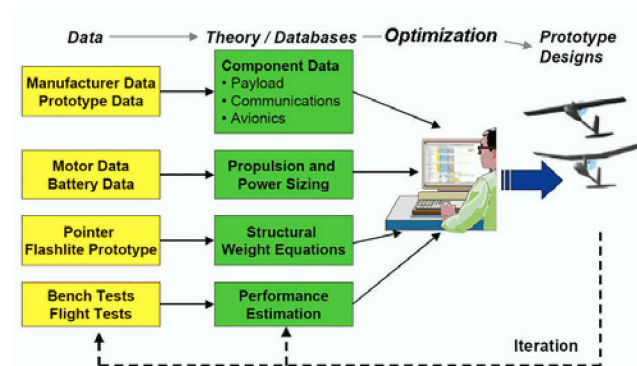 Data
Theory / Databases
Optimization
Prototype
Designs
Manufacturer Data
Prototype Data
Component Data
• Payload
• Communications
• Avionics
Motor Data
Battery Data
Propulsion and
Power Sizing
Pointer
Flashlite Prototype
Structural
Weight Equations
Bench Tests
Flight Tests
Performance
Estimation
Iteration